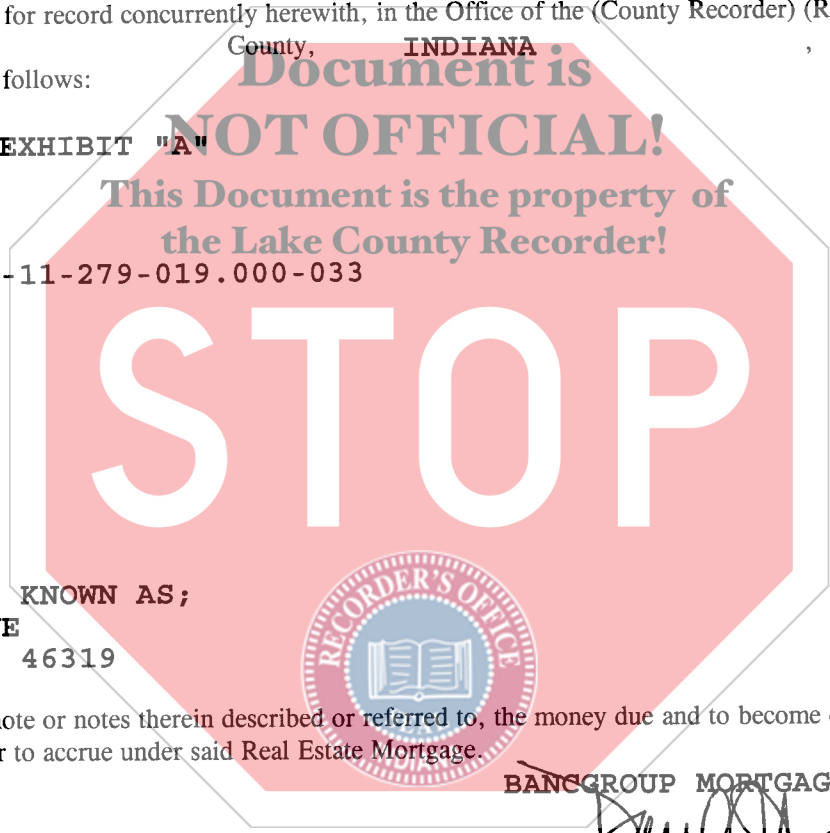 for record concurrently herewith, in the Office of the (County Recorder) (R
County, INDIANA ,
Document is
follows:
NOT OFFICIAL!
EXHIBIT "A"
This Document is the property of
the Lake County Recorder!
-11-279-019.000-033
STOP
RECORDER'S OFFICE
KNOWN AS;
E
46319
note or notes therein described or referred to, the money due and to become
r to accrue under said Real Estate Mortgage.
INDIANA
BANCGROUP MORTGAG